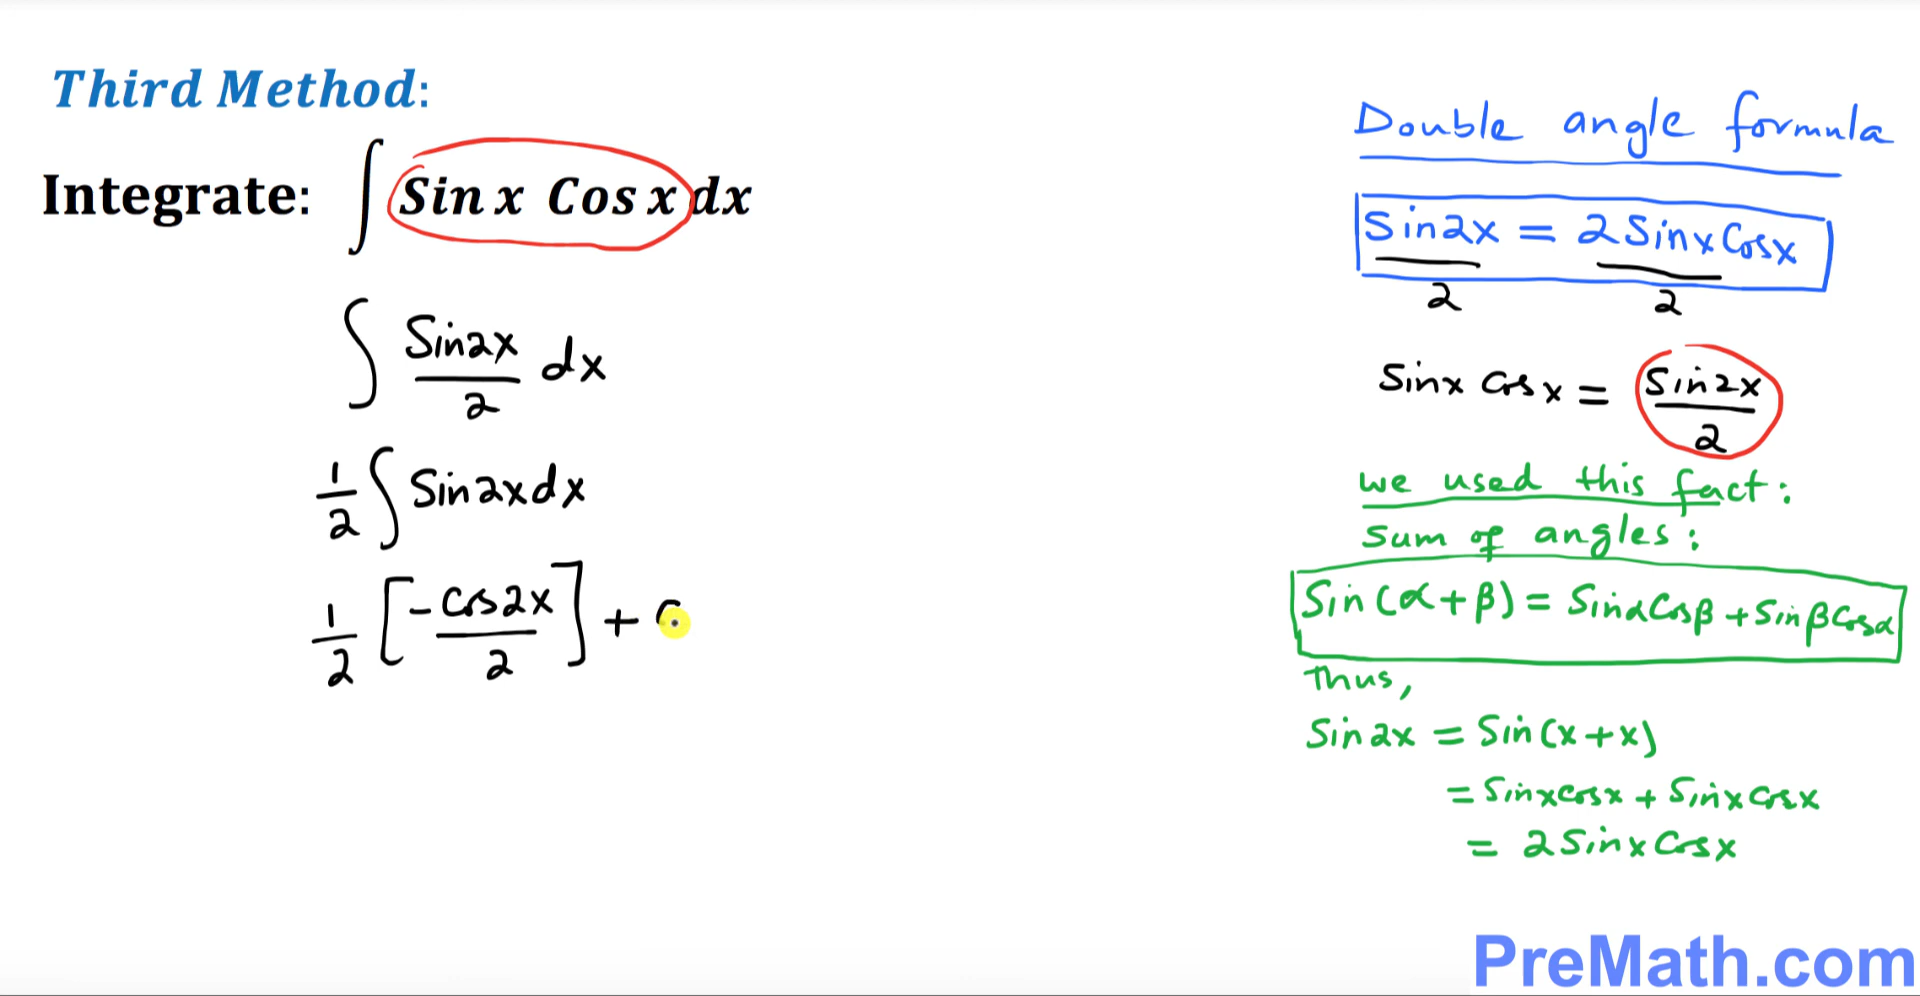 Third Method:
Integrate: ∫ Sin x Cos x dx
∫ Sin2x/2 dx
1/2 ∫ Sin2x dx
1/2 [-Cos2x/2] +
Double angle formula
Sin2x/2 = 2SinxCosx/2
Sinx Cosx = Sin2x/2
we used this fact:
Sum of angles:
Sin(α+β) = SinαCosβ + SinβCosα
Thus,
Sin2x = Sin(x+x)
= SinxCosx + SinxCosx
= 2SinxCosx
PreMath.com